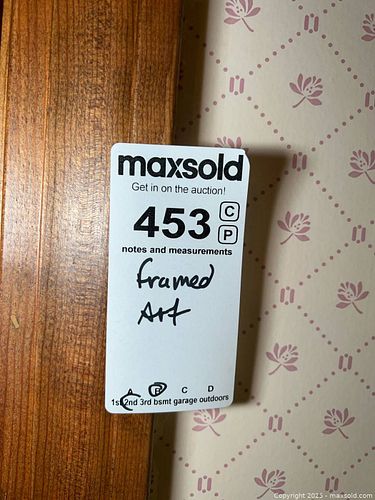 maxsold
Get in on the auction!
453 C
P
notes and measurements
framed
Art
A B C D
1st 2nd 3rd bsmt garage outdoors
Copyright 2025 - maxsold.com